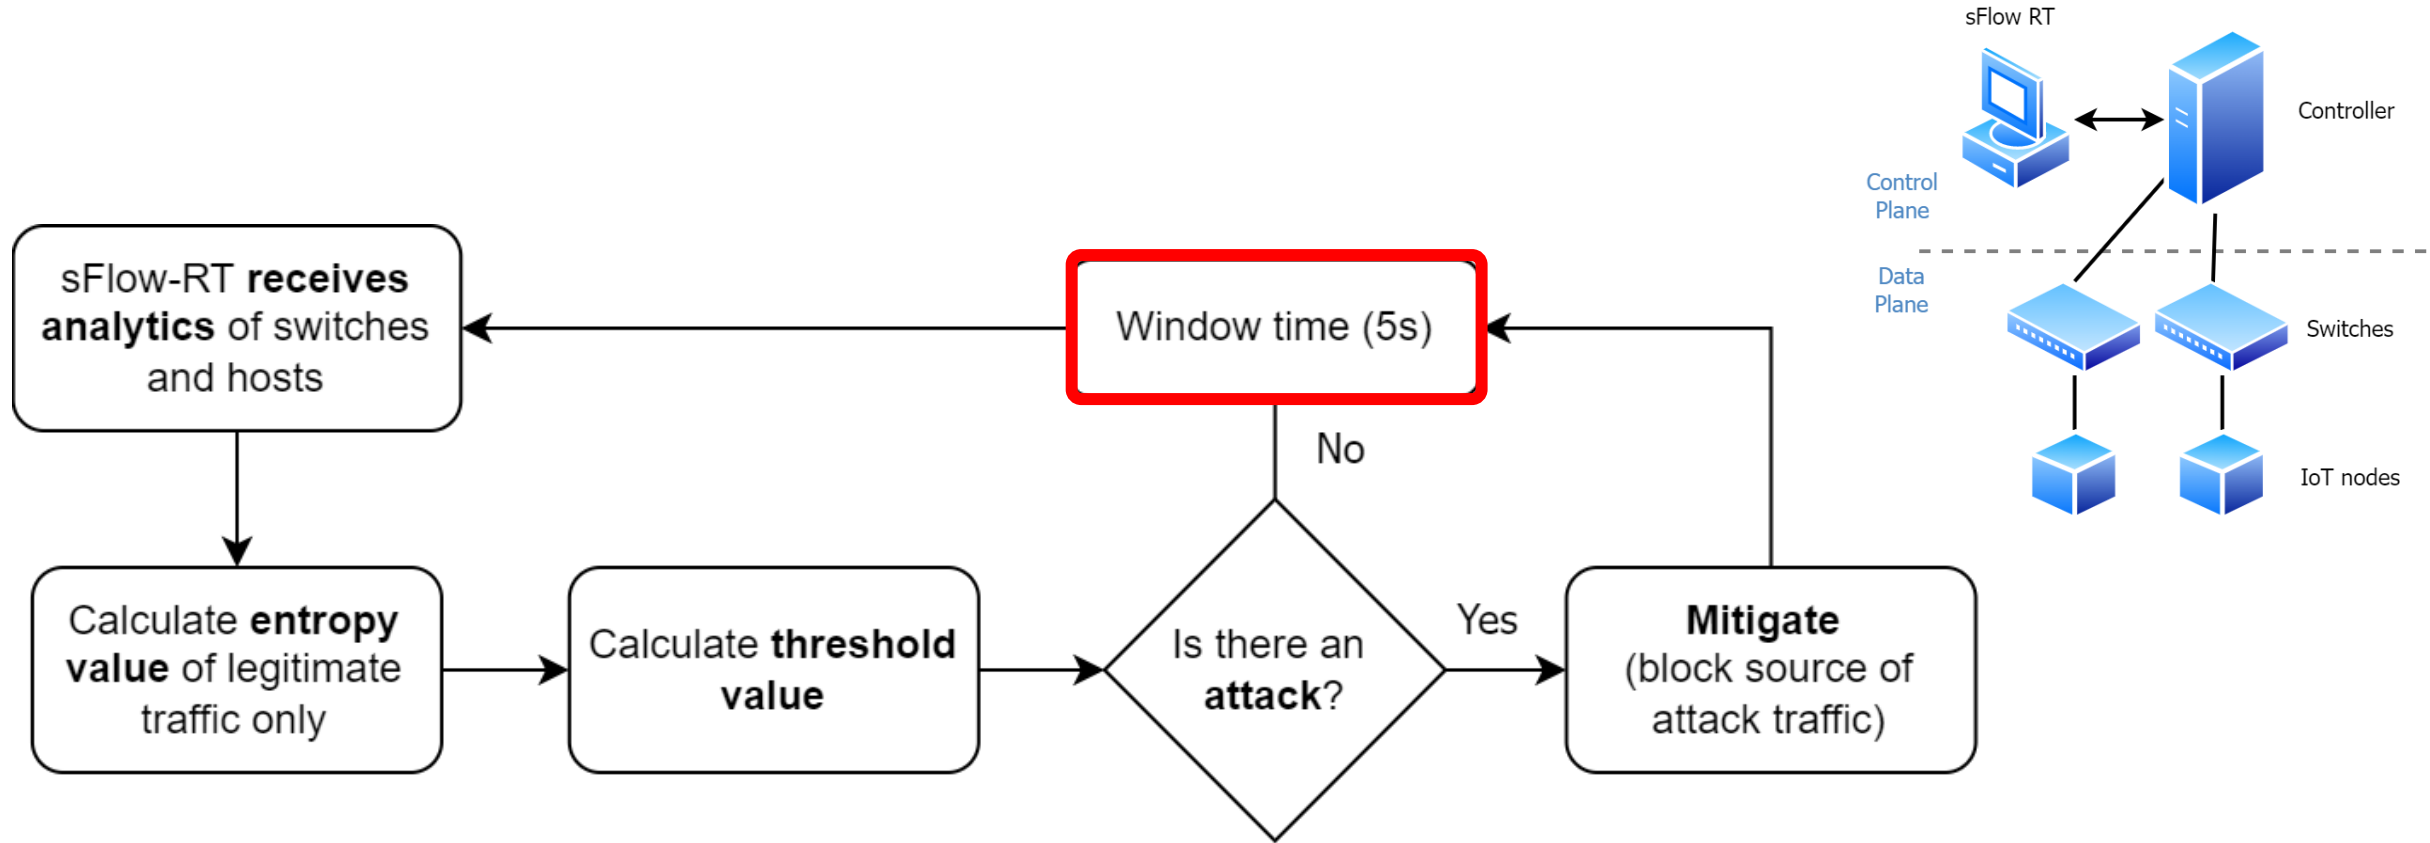 sFlow RT
Controller
Control
Plane
Data
Plane
Switches
IoT nodes
sFlow-RT receives
analytics of switches
and hosts
Window time (5s)
No
Calculate entropy
value of legitimate
traffic only
Calculate threshold
value
Is there an
attack?
Yes
Mitigate
(block source of
attack traffic)